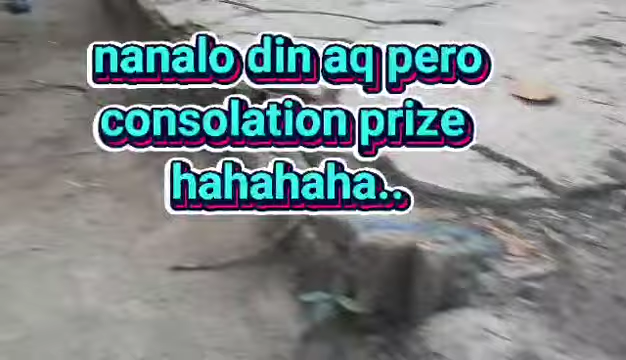 nanalo din aq pero
consolation prize
hahahaha..